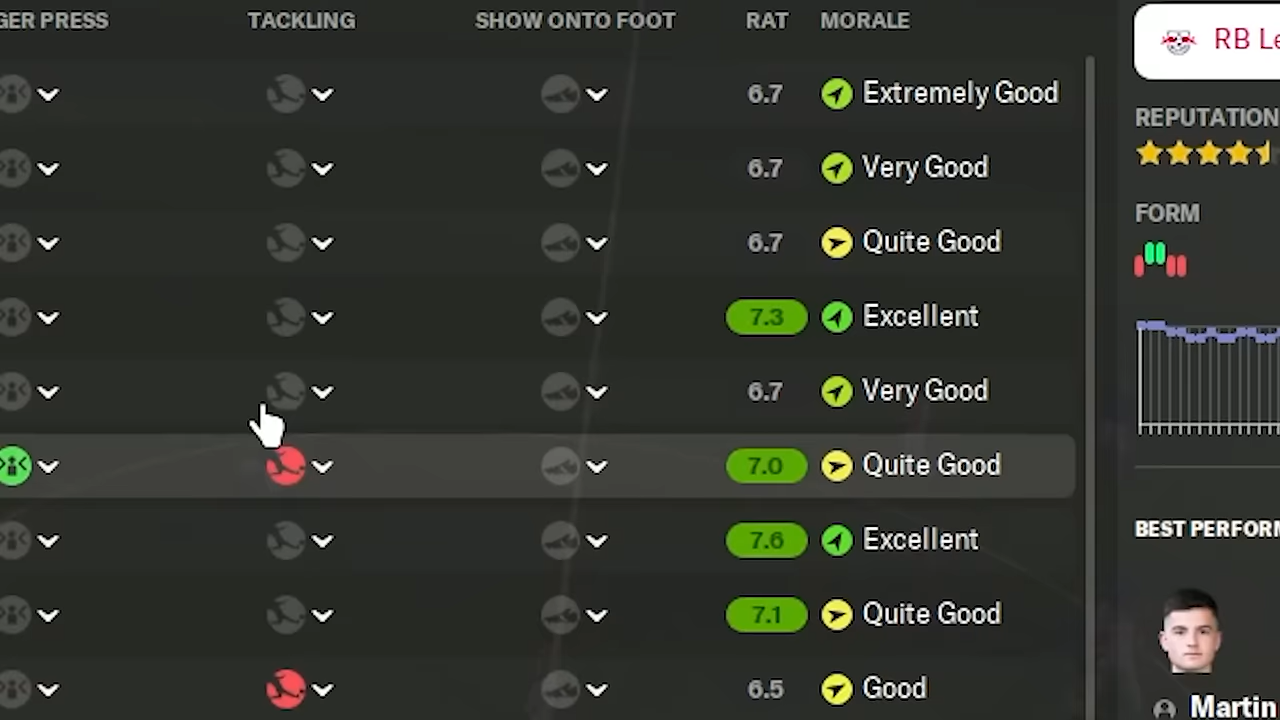 GER PRESS TACKLING SHOW ONTO FOOT RAT MORALE
6.7 Extremely Good
6.7 Very Good
6.7 Quite Good
7.3 Excellent
6.7 Very Good
7.0 Quite Good
7.6 Excellent
7.1 Quite Good
6.5 Good
RB Le
REPUTATION
FORM
BEST PERFORM
Martin